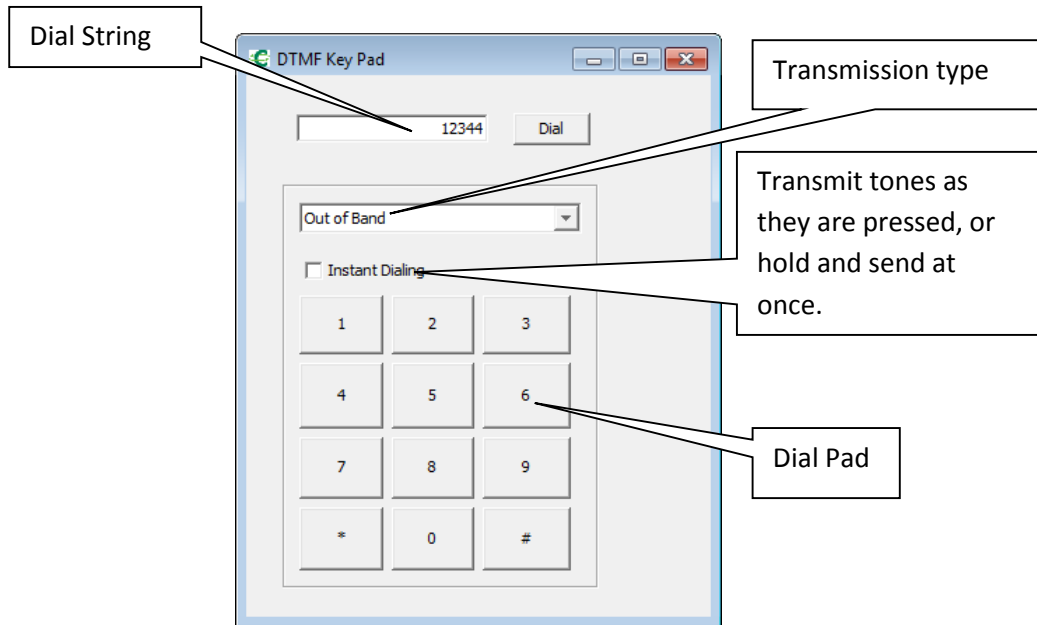 Dial String
DTMF Key Pad
Transmission type
12344
Dial
Out of Band
Transmit tones as
they are pressed, or
hold and send at
once.
Instant Dialing
1 2 3
4 5 6
7 8 9
* 0 #
Dial Pad